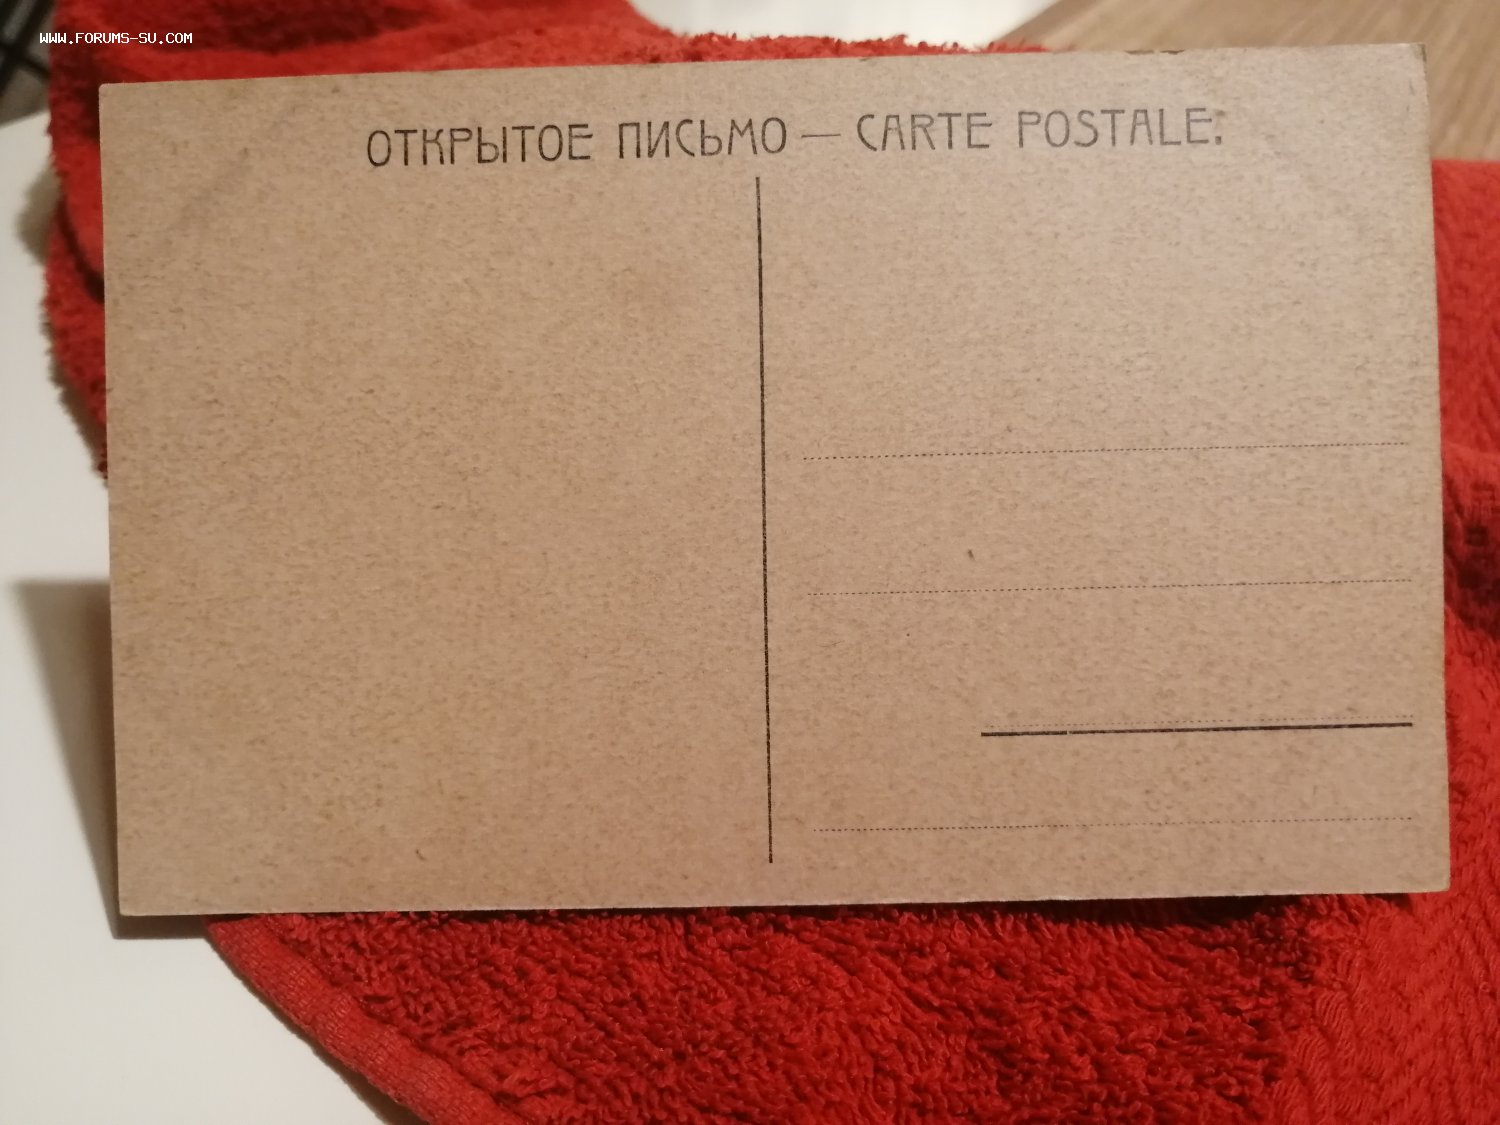 WWW.FORUMS-SU.COM
ОТКРЫТОЕ ПИСЬМО — CARTE POSTALE.